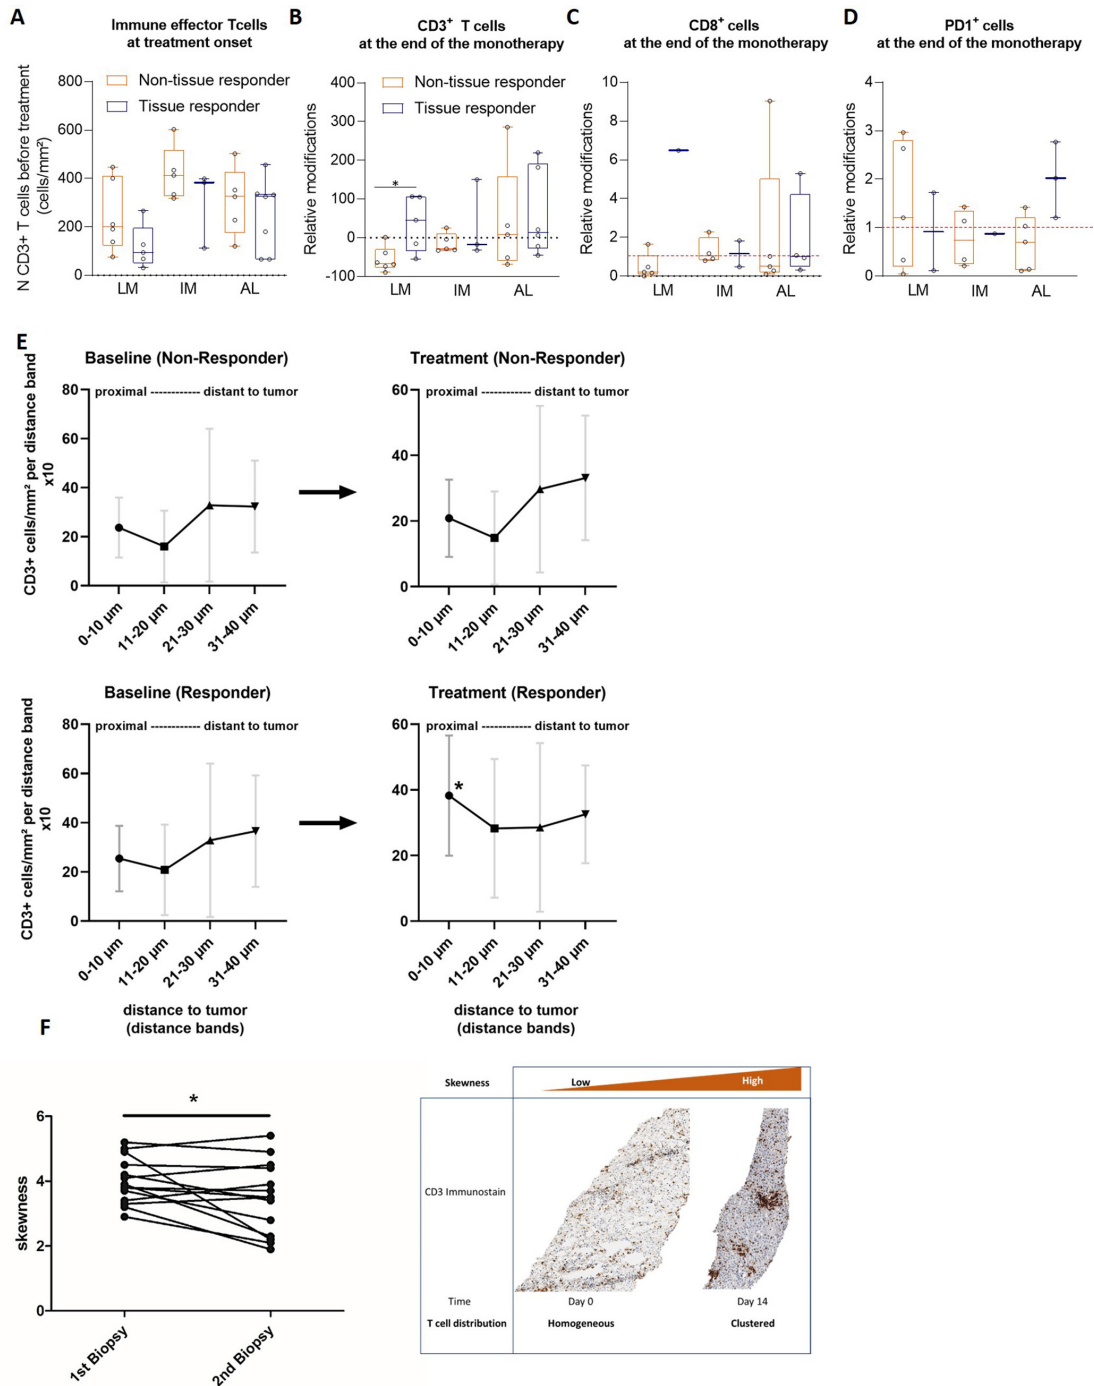 A
Immune effector Tcells
at treatment onset
N CD3+ T cells before treatment
(cells/mm²)
800
600
400
200
0
Non-tissue responder
Tissue responder
LM IM AL
B
CD3⁺ T cells
at the end of the monotherapy
Relative modifications
400
300
200
100
0
-100
Non-tissue responder
Tissue responder
*
LM IM AL
C
CD8⁺ cells
at the end of the monotherapy
Relative modifications
10
8
6
4
2
0
LM IM AL
D
PD1⁺ cells
at the end of the monotherapy
Relative modifications
4
3
2
1
0
LM IM AL
E
Baseline (Non-Responder)
CD3+ cells/mm² per distance band
x10
80
60
40
20
0
proximal ------------ distant to tumor
0-10 µm
11-20 µm
21-30 µm
31-40 µm
Treatment (Non-Responder)
60
40
20
0
proximal ------------ distant to tumor
0-10 µm
11-20 µm
21-30 µm
31-40 µm
Baseline (Responder)
CD3+ cells/mm² per distance band
x10
80
60
40
20
0
proximal ------------ distant to tumor
0-10 µm
11-20 µm
21-30 µm
31-40 µm
distance to tumor
(distance bands)
Treatment (Responder)
60
40
20
0
proximal ------------ distant to tumor
*
0-10 µm
11-20 µm
21-30 µm
31-40 µm
distance to tumor
(distance bands)
F
skewness
6
4
2
0
*
1st Biopsy
2nd Biopsy
Skewness Low High
CD3 Immunostain
Time Day 0 Day 14
T cell distribution Homogeneous Clustered